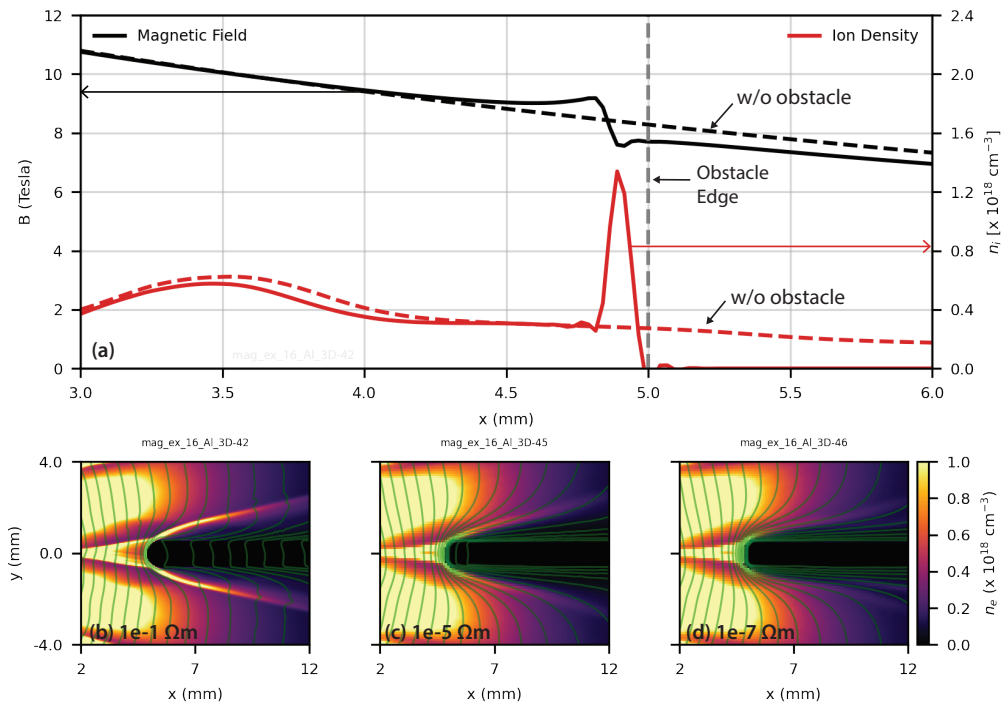 12
10
8
6
4
2
0
B (Tesla)
Magnetic Field
Ion Density
w/o obstacle
Obstacle
Edge
w/o obstacle
(a)
mag_ex_16_Al_3D-42
2.4
2.0
1.6
1.2
0.8
0.4
0.0
n_i [x 10^18 cm^−3]
3.0 3.5 4.0 4.5 5.0 5.5 6.0
x (mm)
mag_ex_16_Al_3D-42
mag_ex_16_Al_3D-45
mag_ex_16_Al_3D-46
4.0
0.0
-4.0
y (mm)
(b) 1e-1 Ωm
(c) 1e-5 Ωm
(d) 1e-7 Ωm
2 7 12
2 7 12
2 7 12
x (mm)
x (mm)
x (mm)
1.0
0.8
0.6
0.4
0.2
0.0
n_e (x 10^18 cm^−3)